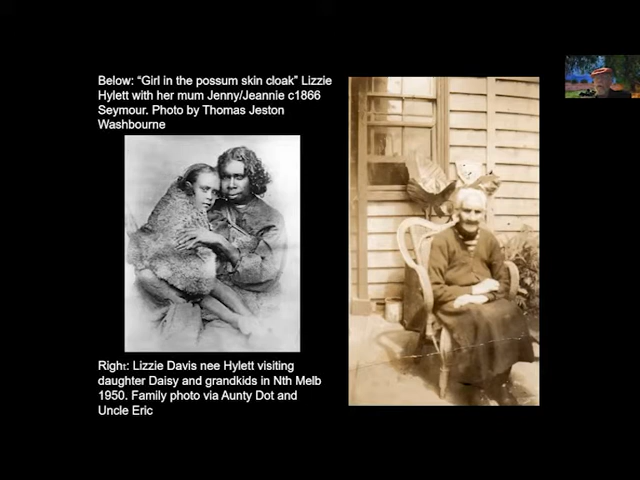 Below: “Girl in the possum skin cloak” Lizzie
Hylett with her mum Jenny/Jeannie c1866
Seymour. Photo by Thomas Jeston
Washbourne
Right: Lizzie Davis nee Hylett visiting
daughter Daisy and grandkids in Nth Melb
1950. Family photo via Aunty Dot and
Uncle Eric